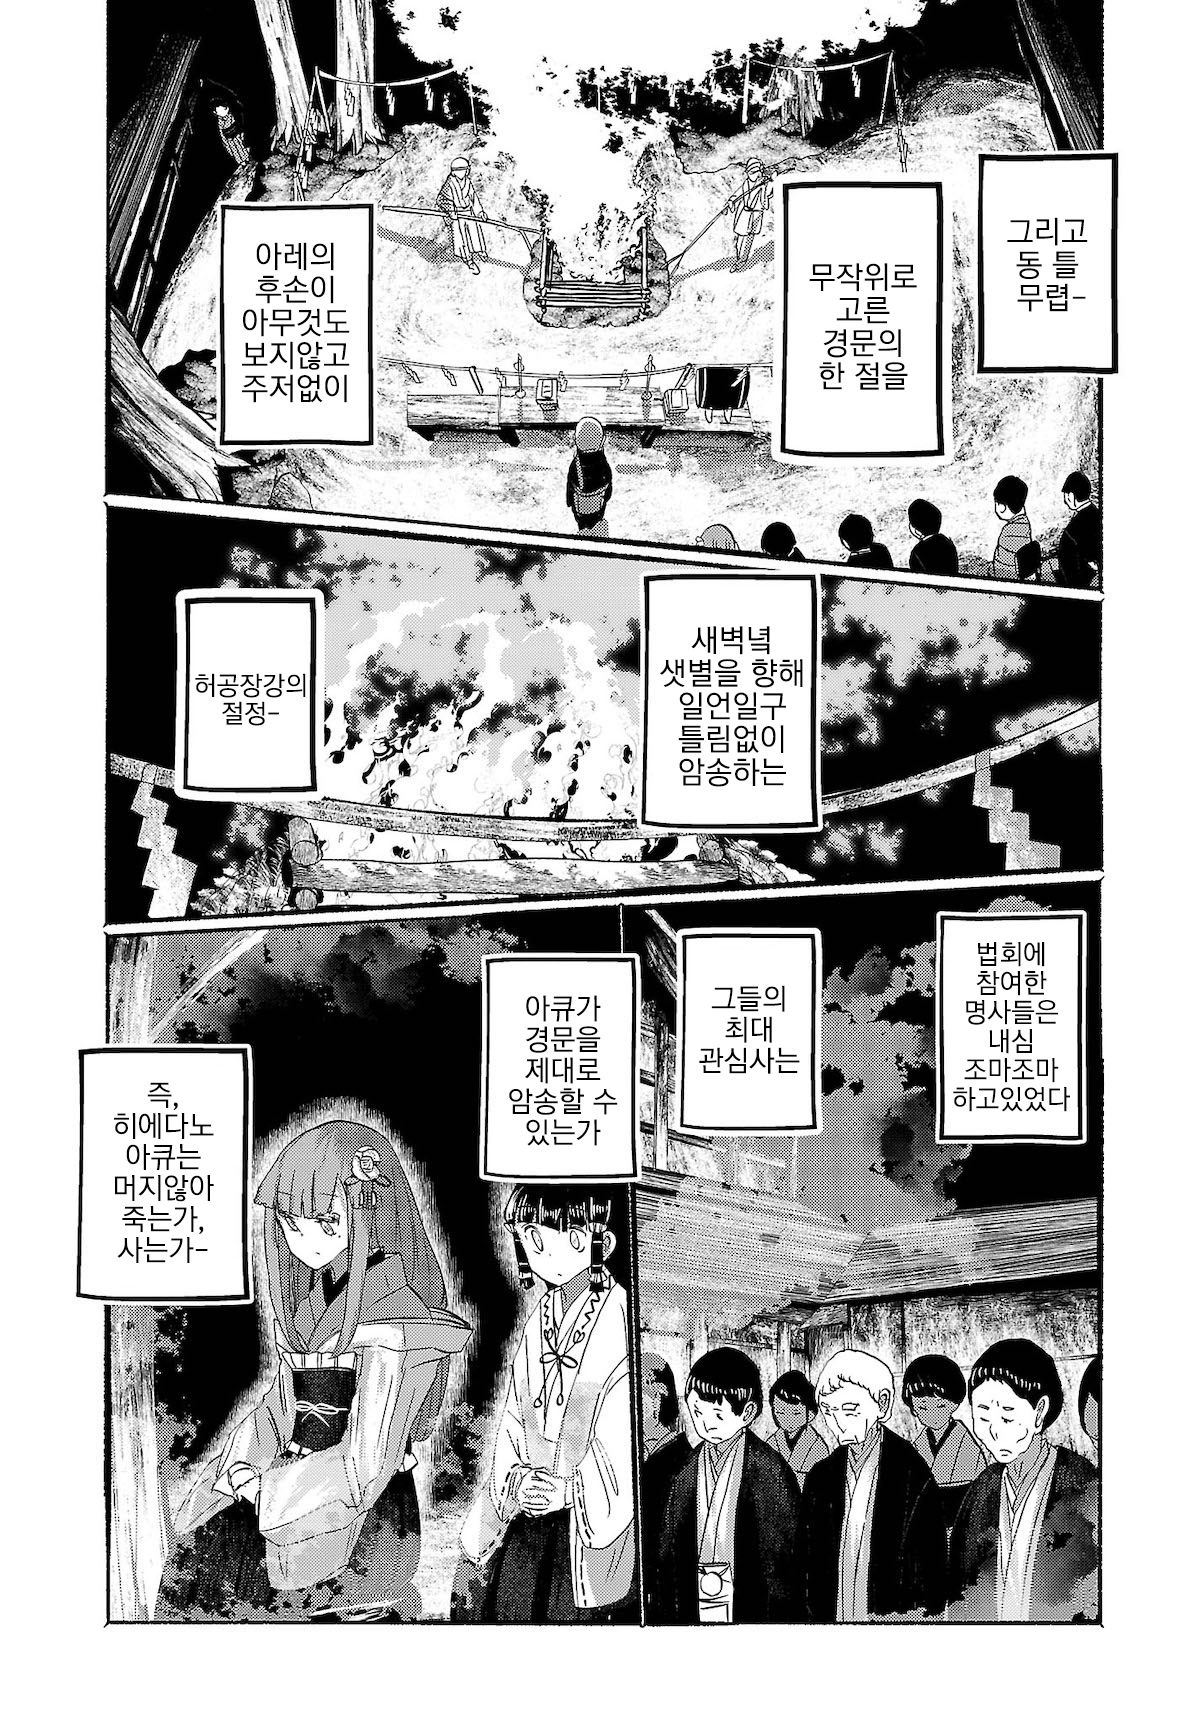 그리고
동 틀
무렵-
무작위로
고른
경문의
한 절을
아레의
후손이
아무것도
보지않고
주저없이
새벽녘
샛별을 향해
일언일구
틀림없이
암송하는
허공장강의
절정-
법회에
참여한
명사들은
내심
조마조마
하고있었다
그들의
최대
관심사는
아큐가
경문을
제대로
암송할 수
있는가
즉,
히에다노
아큐는
머지않아
죽는가,
사는가-